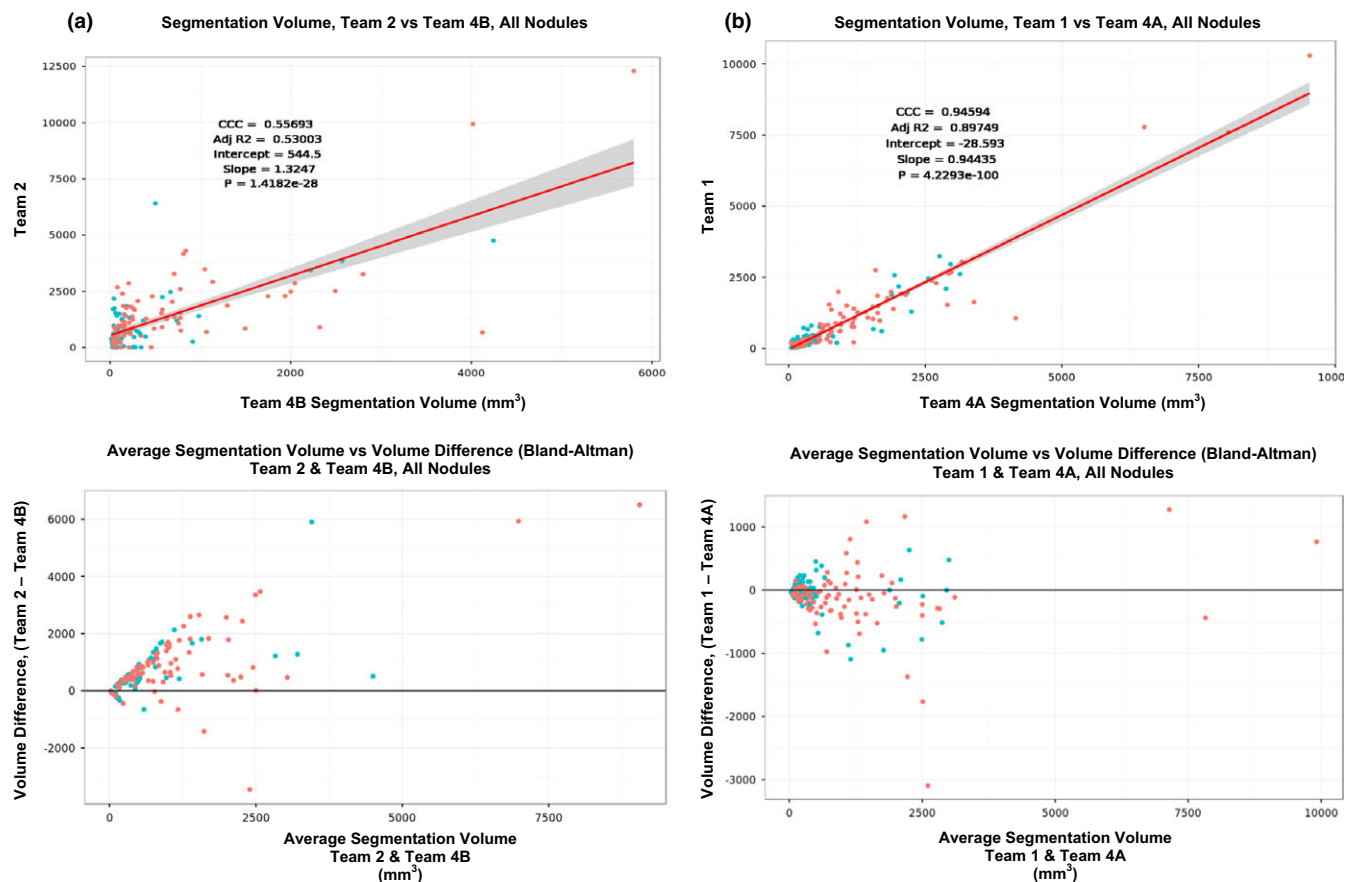 (a)
Segmentation Volume, Team 2 vs Team 4B, All Nodules
12500
10000
7500
5000
2500
0
Team 2
CCC = 0.55693
Adj R2 = 0.53003
Intercept = 544.5
Slope = 1.3247
P = 1.4182e-28
0 2000 4000 6000
Team 4B Segmentation Volume (mm³)
(b)
Segmentation Volume, Team 1 vs Team 4A, All Nodules
10000
7500
5000
2500
0
Team 1
CCC = 0.94594
Adj R2 = 0.89749
Intercept = -28.593
Slope = 0.94435
P = 4.2293e-100
0 2500 5000 7500 1000
Team 4A Segmentation Volume (mm³)
Average Segmentation Volume vs Volume Difference (Bland-Altman)
Team 2 & Team 4B, All Nodules
6000
4000
2000
0
-2000
Volume Difference, (Team 2 – Team 4B)
0 2500 5000 7500
Average Segmentation Volume
Team 2 & Team 4B
(mm³)
Average Segmentation Volume vs Volume Difference (Bland-Altman)
Team 1 & Team 4A, All Nodules
1000
0
-1000
-2000
-3000
Volume Difference, (Team 1 – Team 4A)
0 2500 5000 7500 10000
Average Segmentation Volume
Team 1 & Team 4A
(mm³)